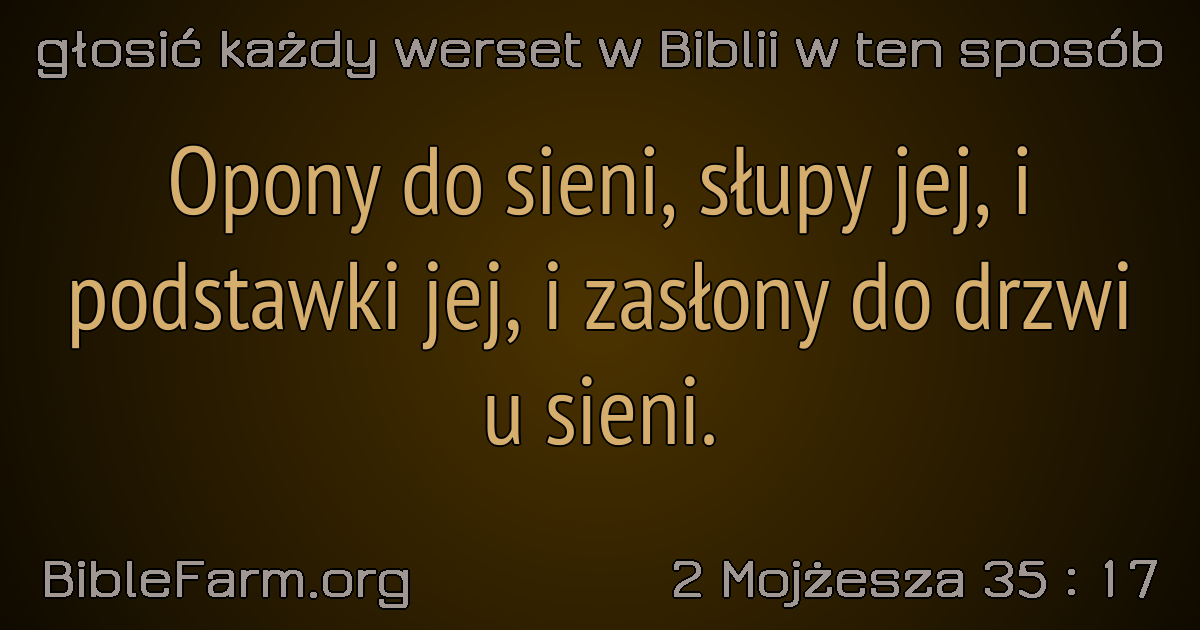 głosić każdy werset w Biblii w ten sposób
Opony do sieni, słupy jej, i
podstawki jej, i zasłony do drzwi
u sieni.
BibleFarm.org
2 Mojżesza 35 : 17